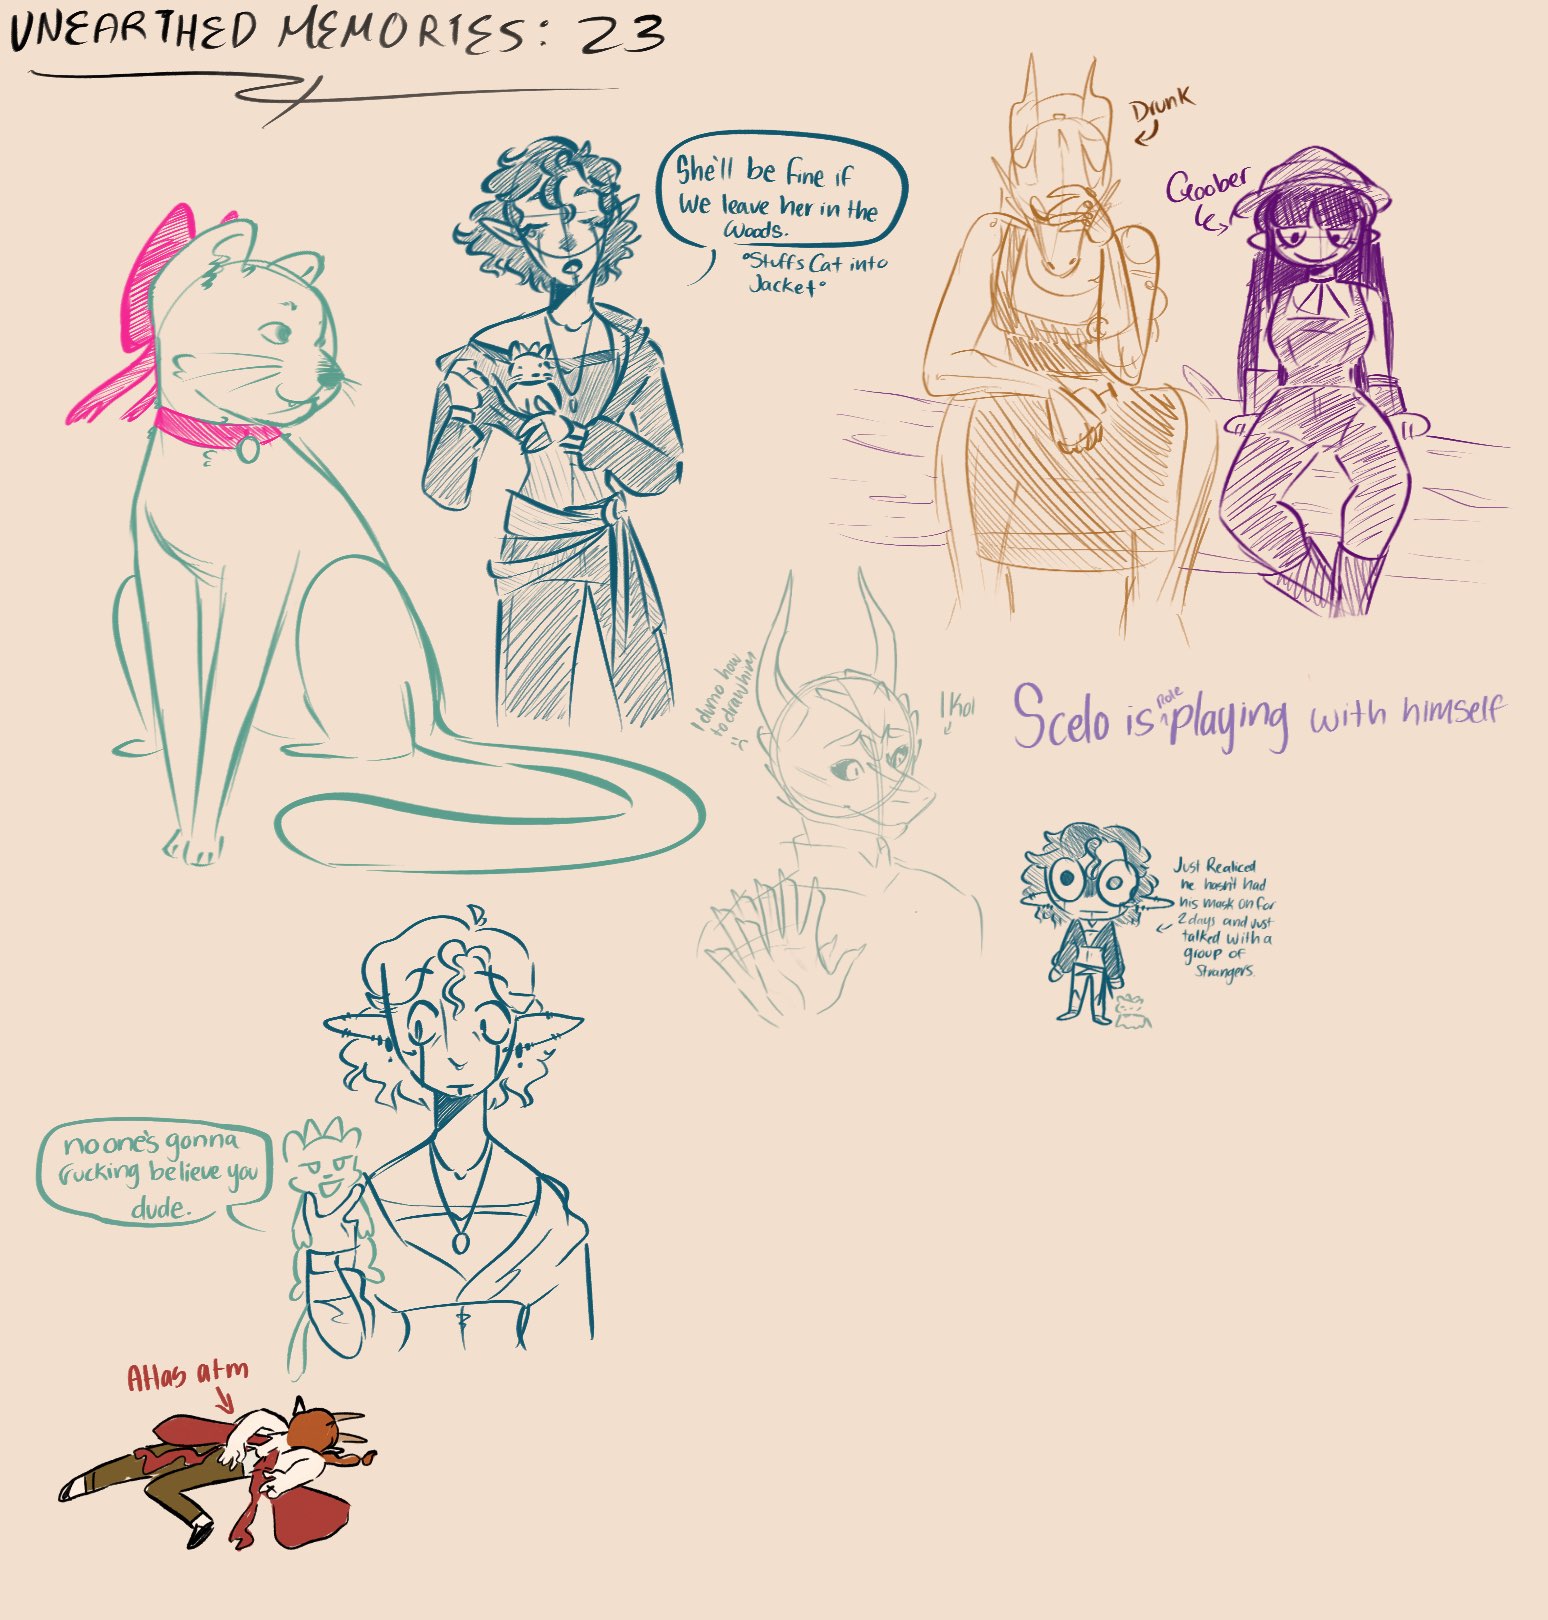 UNEARTHED MEMORIES: 23
She'll be fine if
we leave her in the
woods.
*Stuffs Cat into
Jacket*
Drunk
Goober
I dunno how
to draw him
:(
Ikol
Scelo is ^role playing with himself
Just Realiced
he hasn't had
his mask on for
2 days and just
talked with a
group of
strangers.
no one's gonna
fucking believe you
dude.
Atlas atm